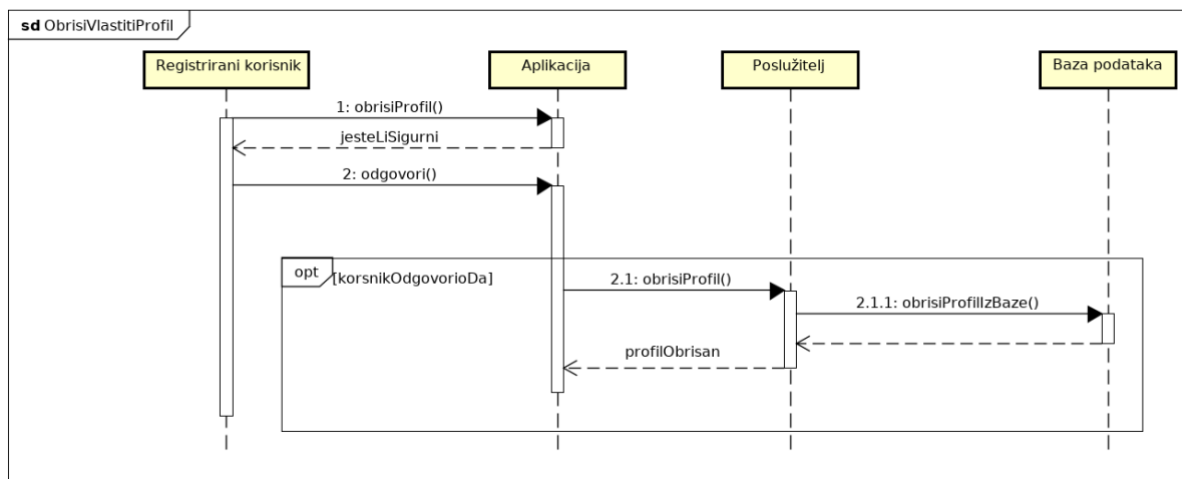 sd ObrisiVlastitiProfil
Registrirani korisnik
Aplikacija
Poslužitelj
Baza podataka
1: obrisiProfil()
jesteLiSigurni
2: odgovori()
opt
[korsnikOdgovorioDa]
2.1: obrisiProfil()
2.1.1: obrisiProfilIzBaze()
profilObrisan